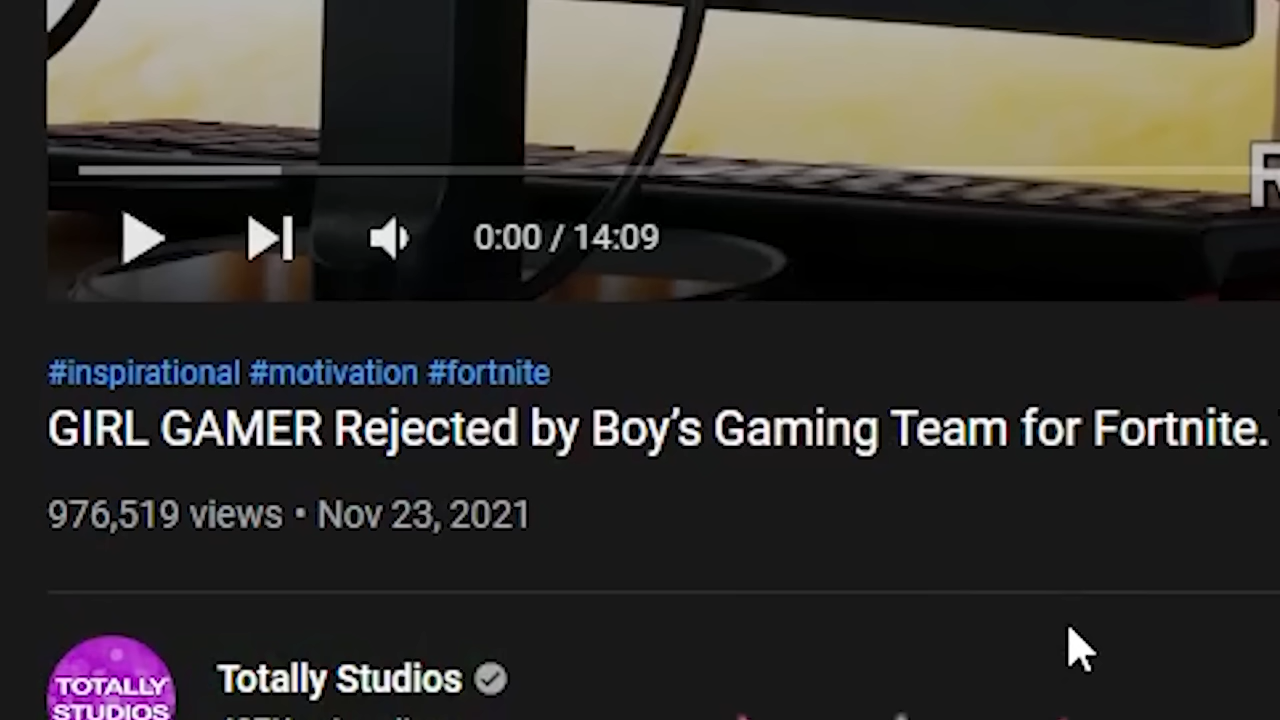 R
0:00 / 14:09
#inspirational #motivation #fortnite
GIRL GAMER Rejected by Boy's Gaming Team for Fortnite.
976,519 views • Nov 23, 2021
Totally Studios
TOTALLY
STUDIOS